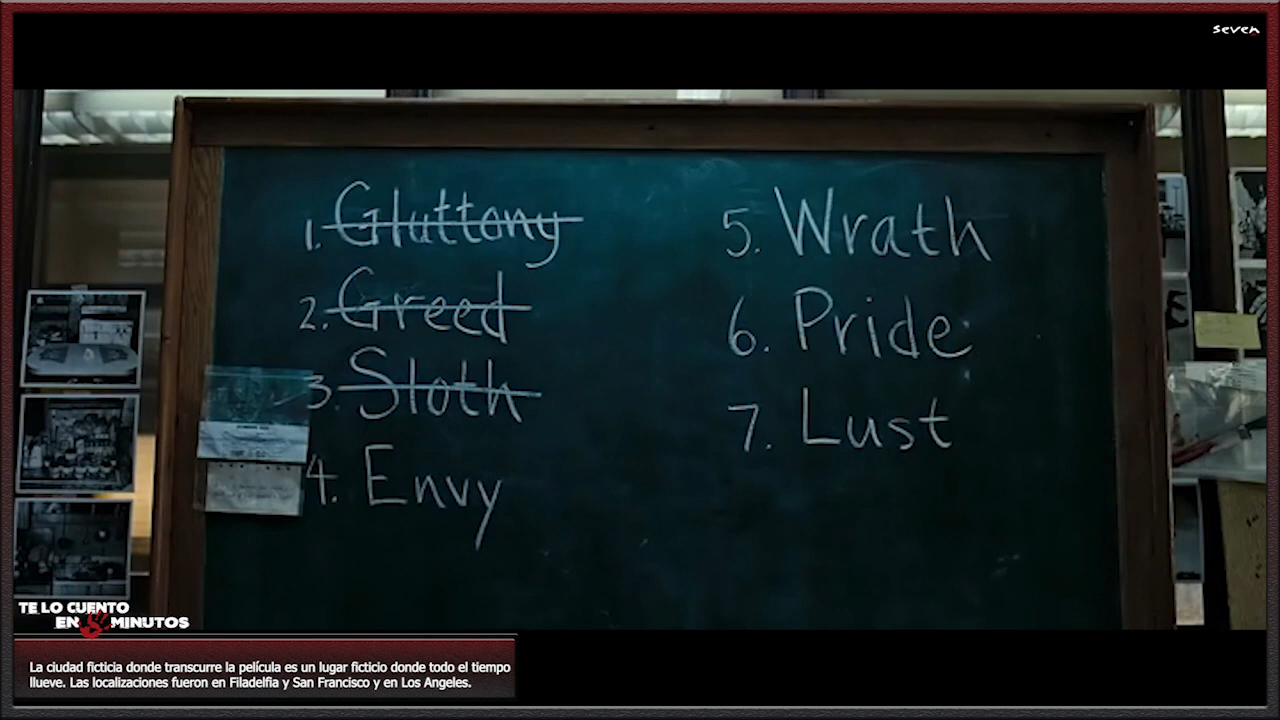 seven
1. Gluttony
2. Greed
3. Sloth
4. Envy
5. Wrath
6. Pride
7. Lust
TE LO CUENTO
EN 8 MINUTOS
La ciudad ficticia donde transcurre la película es un lugar ficticio donde todo el tiempo
llueve. Las localizaciones fueron en Filadelfia y San Francisco y en Los Angeles.